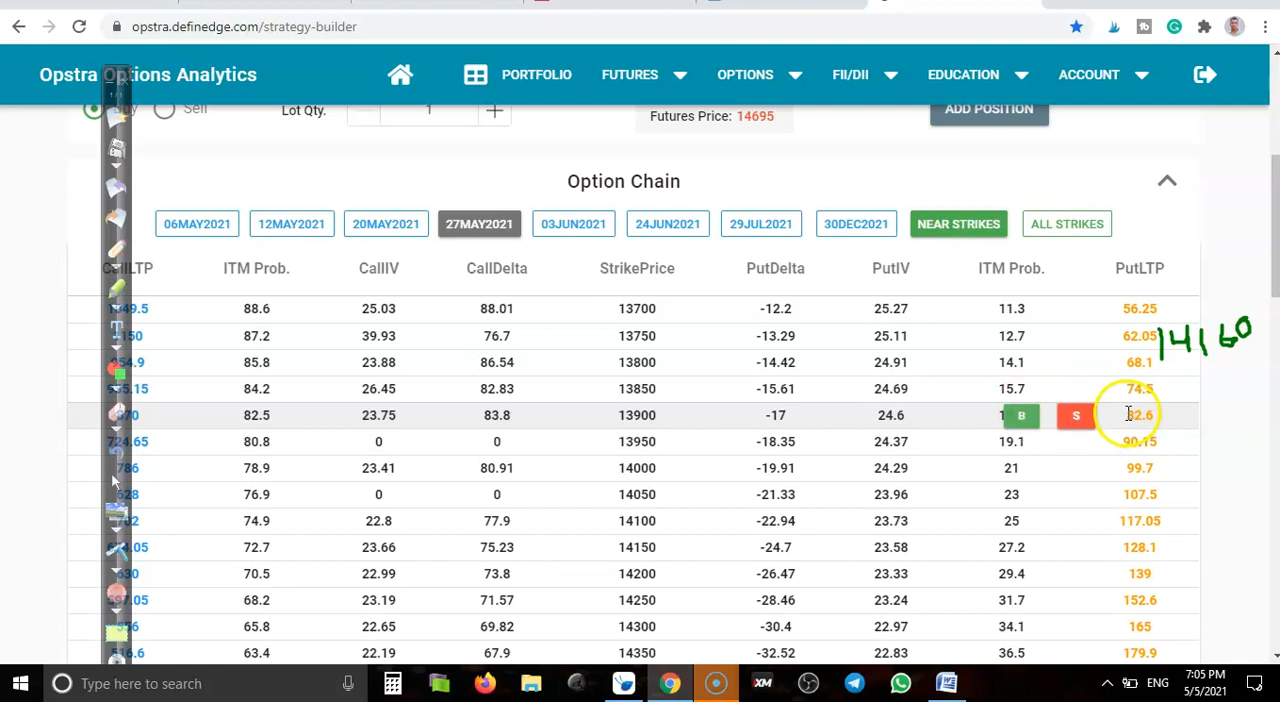 opstra.definedge.com/strategy-builder
Opstra Options Analytics PORTFOLIO FUTURES OPTIONS FII/DII EDUCATION ACCOUNT
Buy Sell Lot Qty. 1 Futures Price: 14695 ADD POSITION
Option Chain
06MAY2021 12MAY2021 20MAY2021 27MAY2021 03JUN2021 24JUN2021 29JUL2021 30DEC2021 NEAR STRIKES ALL STRIKES
CallLTP ITM Prob. CallIV CallDelta StrikePrice PutDelta PutIV ITM Prob. PutLTP
88.6 25.03 88.01 13700 -12.2 25.27 11.3 56.25
87.2 39.93 76.7 13750 -13.29 25.11 12.7 62.05
14160
85.8 23.88 86.54 13800 -14.42 24.91 14.1 68.1
84.2 26.45 82.83 13850 -15.61 24.69 15.7 74.5
82.5 23.75 83.8 13900 -17 24.6 B S 82.6
724.65 80.8 0 0 13950 -18.35 24.37 19.1 90.15
786 78.9 23.41 80.91 14000 -19.91 24.29 21 99.7
76.9 0 0 14050 -21.33 23.96 23 107.5
74.9 22.8 77.9 14100 -22.94 23.73 25 117.05
72.7 23.66 75.23 14150 -24.7 23.58 27.2 128.1
70.5 22.99 73.8 14200 -26.47 23.33 29.4 139
68.2 23.19 71.57 14250 -28.46 23.24 31.7 152.6
65.8 22.65 69.82 14300 -30.4 22.97 34.1 165
516.6 63.4 22.19 67.9 14350 -32.52 22.83 36.5 179.9
Type here to search XM ENG 7:05 PM
5/5/2021